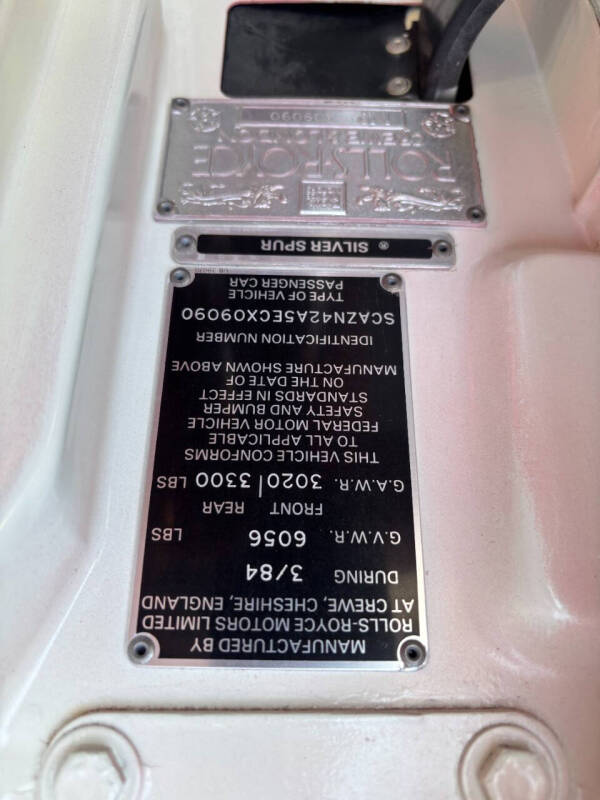 MANUFACTURED BY
ROLLS-ROYCE MOTORS LIMITED
AT CREWE, CHESHIRE, ENGLAND
DURING 3/84
G.V.W.R. 6056 LBS
FRONT REAR
G.A.W.R. 3020 3300 LBS
THIS VEHICLE CONFORMS
TO ALL APPLICABLE
FEDERAL MOTOR VEHICLE
SAFETY AND BUMPER
STANDARDS IN EFFECT
ON THE DATE OF
MANUFACTURE SHOWN ABOVE
IDENTIFICATION NUMBER
SCAZN42A5ECX09090
TYPE OF VEHICLE
PASSENGER CAR
® SILVER SPUR
ROLLS-ROYCE
CREWE & LONDON